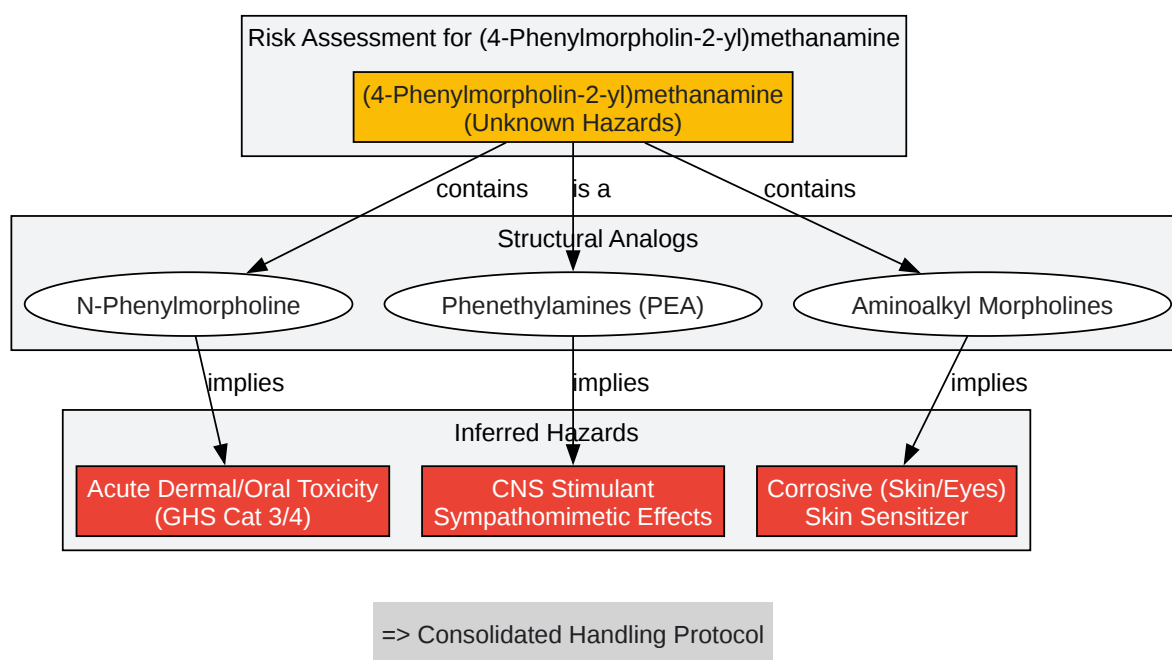 Risk Assessment for (4-Phenylmorpholin-2-yl)methanamine
(4-Phenylmorpholin-2-yl)methanamine
(Unknown Hazards)
contains
is a
contains
Structural Analogs
N-Phenylmorpholine
Phenethylamines (PEA)
Aminoalkyl Morpholines
implies
implies
implies
Inferred Hazards
Acute Dermal/Oral Toxicity
(GHS Cat 3/4)
CNS Stimulant
Sympathomimetic Effects
Corrosive (Skin/Eyes)
Skin Sensitizer
=> Consolidated Handling Protocol